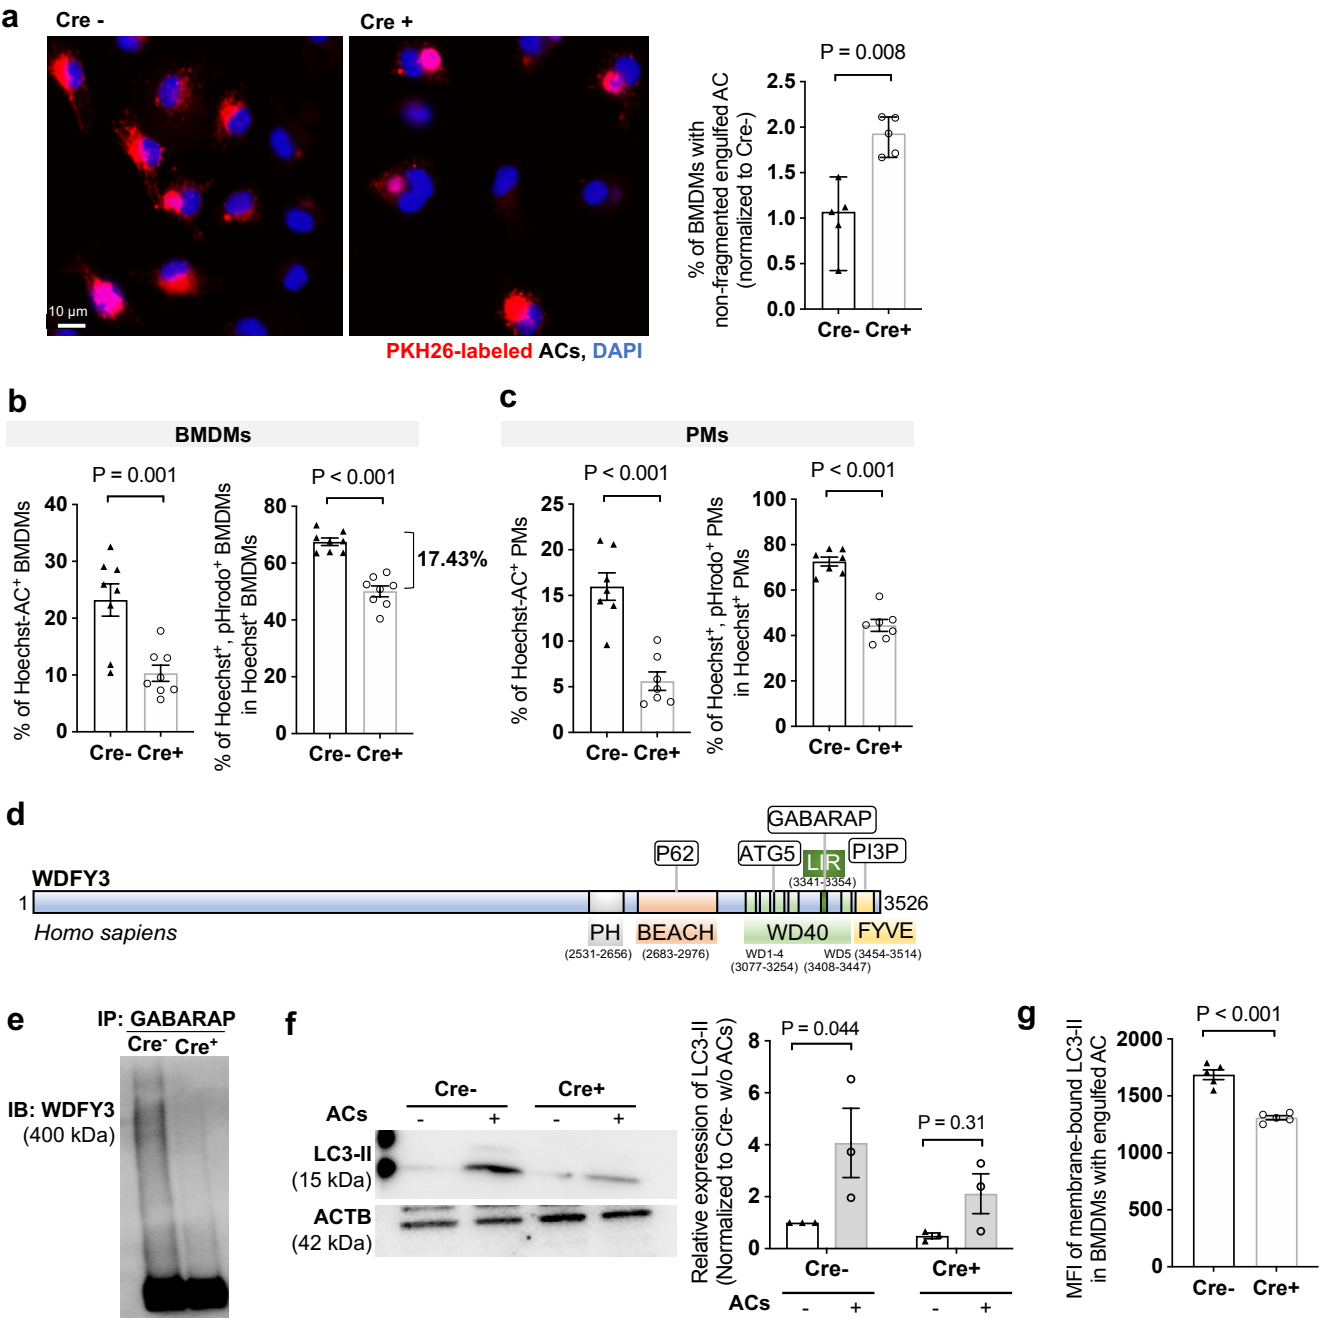 a
Cre -
Cre +
10 µm
PKH26-labeled ACs, DAPI
P = 0.008
% of BMDMs with
non-fragmented engulfed AC
(normalized to Cre-)
2.5
2.0
1.5
1.0
0.5
0.0
Cre- Cre+
b
BMDMs
P = 0.001
% of Hoechst-AC+ BMDMs
40
30
20
10
0
Cre- Cre+
P < 0.001
% of Hoechst+, pHrodo+ BMDMs
in Hoechst+ BMDMs
80
60
40
20
0
17.43%
Cre- Cre+
c
PMs
P < 0.001
% of Hoechst-AC+ PMs
25
20
15
10
5
0
Cre- Cre+
P < 0.001
% of Hoechst+, pHrodo+ PMs
in Hoechst+ PMs
100
80
60
40
20
0
Cre- Cre+
d
GABARAP
P62
ATG5
LIR
PI3P
(3341-3354)
WDFY3
1
3526
Homo sapiens
PH
BEACH
WD40
FYVE
(2531-2656)
(2683-2976)
WD1-4
(3077-3254)
WD5
(3408-3447)
(3454-3514)
e
IP: GABARAP
Cre- Cre+
IB: WDFY3
(400 kDa)
f
Cre-
Cre+
ACs
- + - +
LC3-II
(15 kDa)
ACTB
(42 kDa)
Relative expression of LC3-II
(Normalized to Cre- w/o ACs)
8
6
4
2
0
P = 0.044
P = 0.31
Cre-
Cre+
ACs
- + - +
g
P < 0.001
MFI of membrane-bound LC3-II
in BMDMs with engulfed AC
2000
1500
1000
500
0
Cre- Cre+